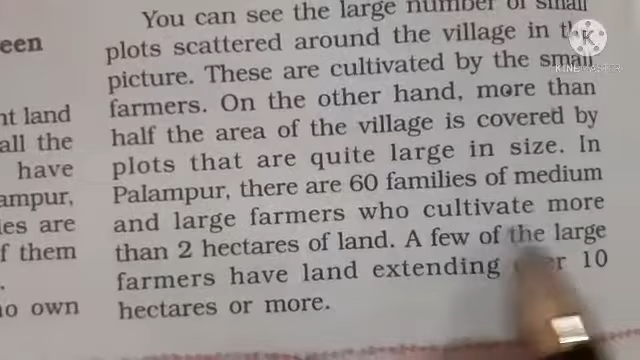 You can see the large number of small
een
plots scattered around the village in
picture. These are cultivated by the small
nt land
farmers. On the other hand, more than
all the
half the area of the village is covered by
have
plots that are quite large in size. In
ampur,
Palampur, there are 60 families of medium
ies are
and large farmers who cultivate more
f them
than 2 hectares of land. A few of the large
farmers have land extending 10
no own
hectares or more.
KINEMASTER